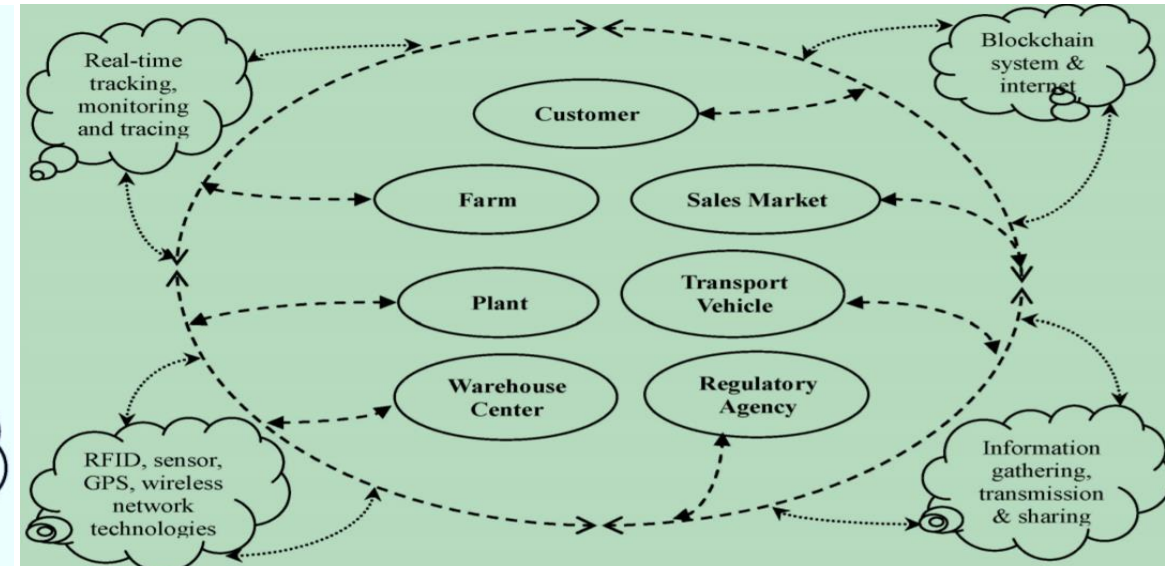 Real-time
tracking,
monitoring
and tracing
Blockchain
system &
internet
Customer
Farm
Sales Market
Plant
Transport
Vehicle
Warehouse
Center
Regulatory
Agency
RFID, sensor,
GPS, wireless
network
technologies
Information
gathering,
transmission
& sharing